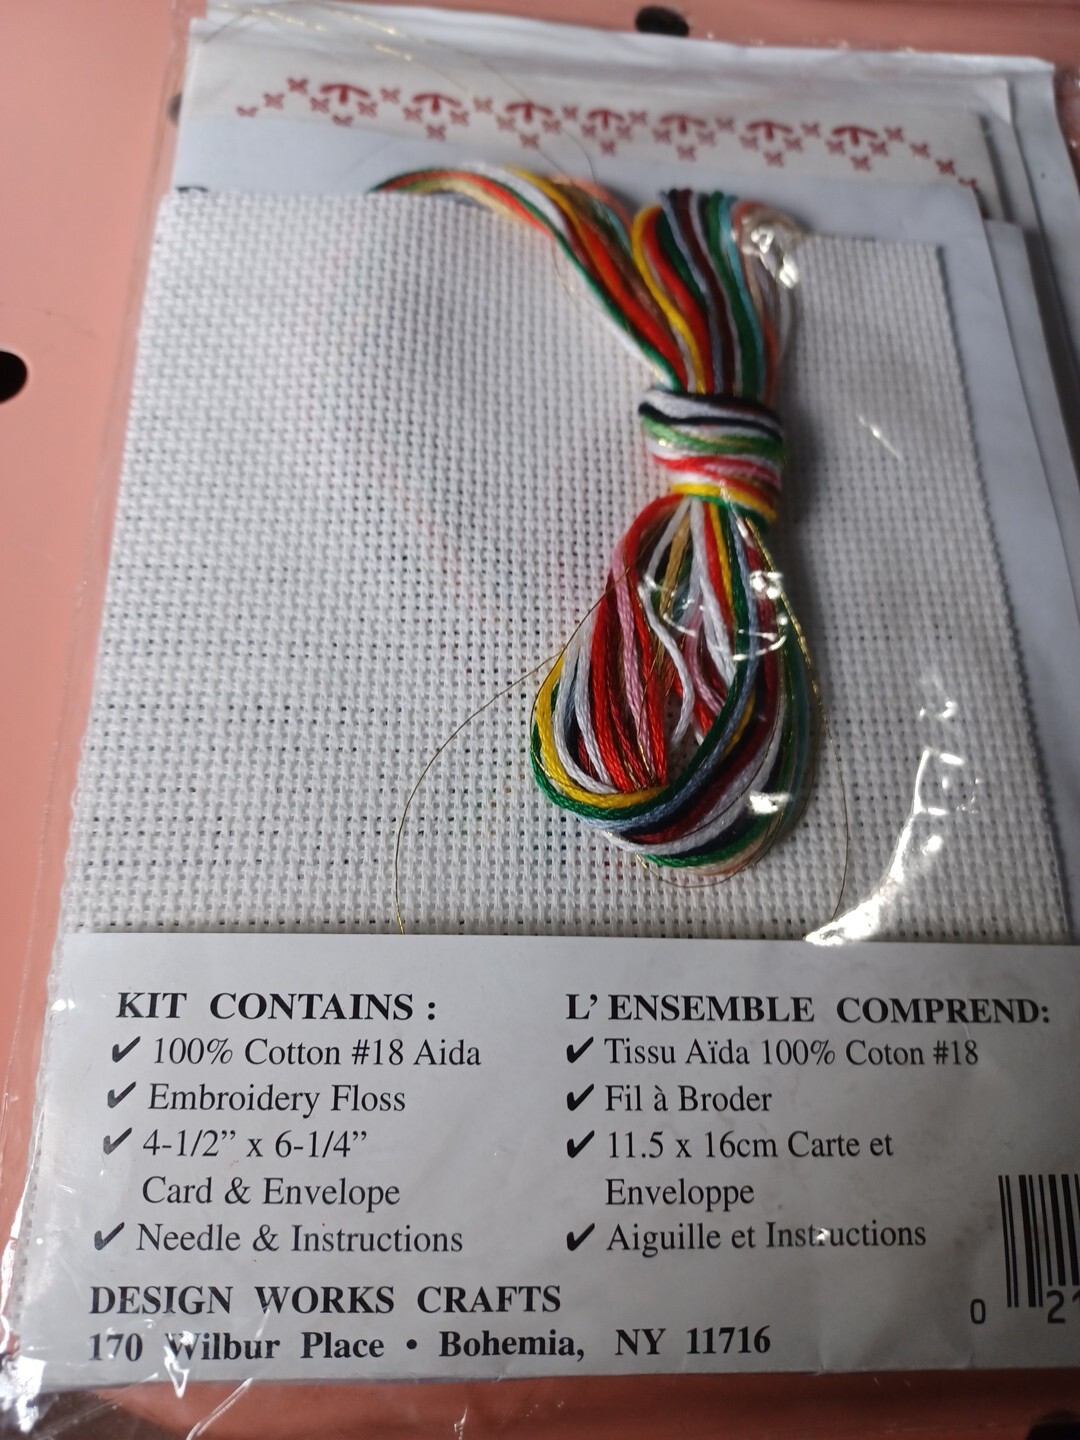 KIT CONTAINS :
✔ 100% Cotton #18 Aida
✔ Embroidery Floss
✔ 4-1/2” x 6-1/4”
Card & Envelope
✔ Needle & Instructions
L’ ENSEMBLE COMPREND:
✔ Tissu Aïda 100% Coton #18
✔ Fil à Broder
✔ 11.5 x 16cm Carte et
Enveloppe
✔ Aiguille et Instructions
DESIGN WORKS CRAFTS
170 Wilbur Place • Bohemia, NY 11716
0 2